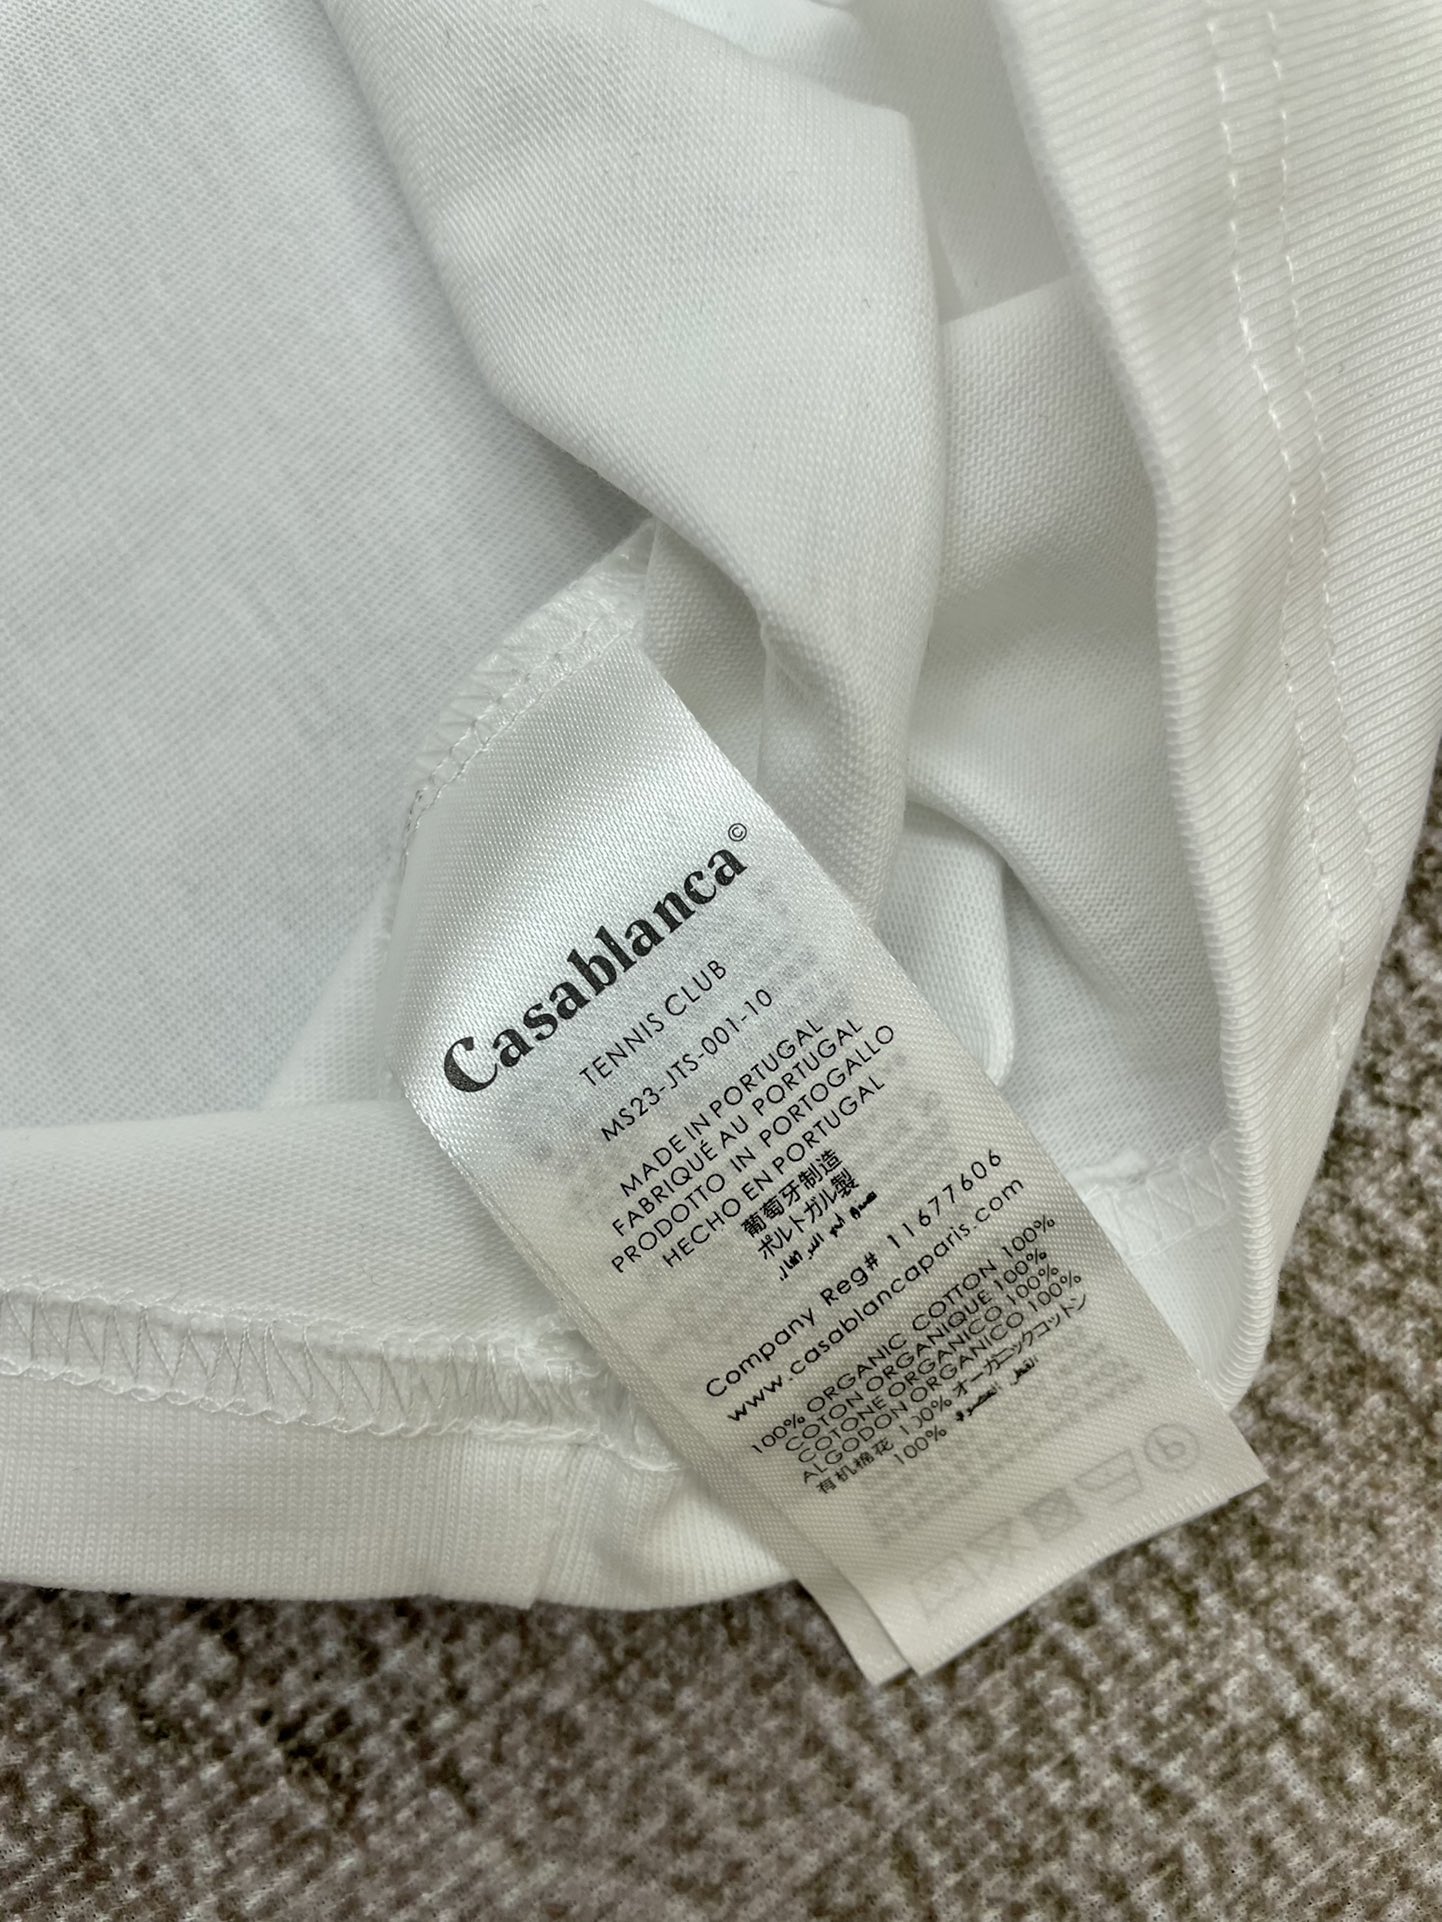 Casablanca©
TENNIS CLUB
MS23-JTS-001-10
MADE IN PORTUGAL
FABRIQUÉ AU PORTUGAL
PRODOTTO IN PORTOGALLO
HECHO EN PORTUGAL
葡萄牙制造
ポルトガル製
Company Reg# 11677606
www.casablancaparis.com
100% ORGANIC COTTON 100%
COTON ORGANIQUE 100%
COTONE ORGANICO 100%
ALGODON ORGANICO 100%
有机棉花 100% オーガニックコットン
100%